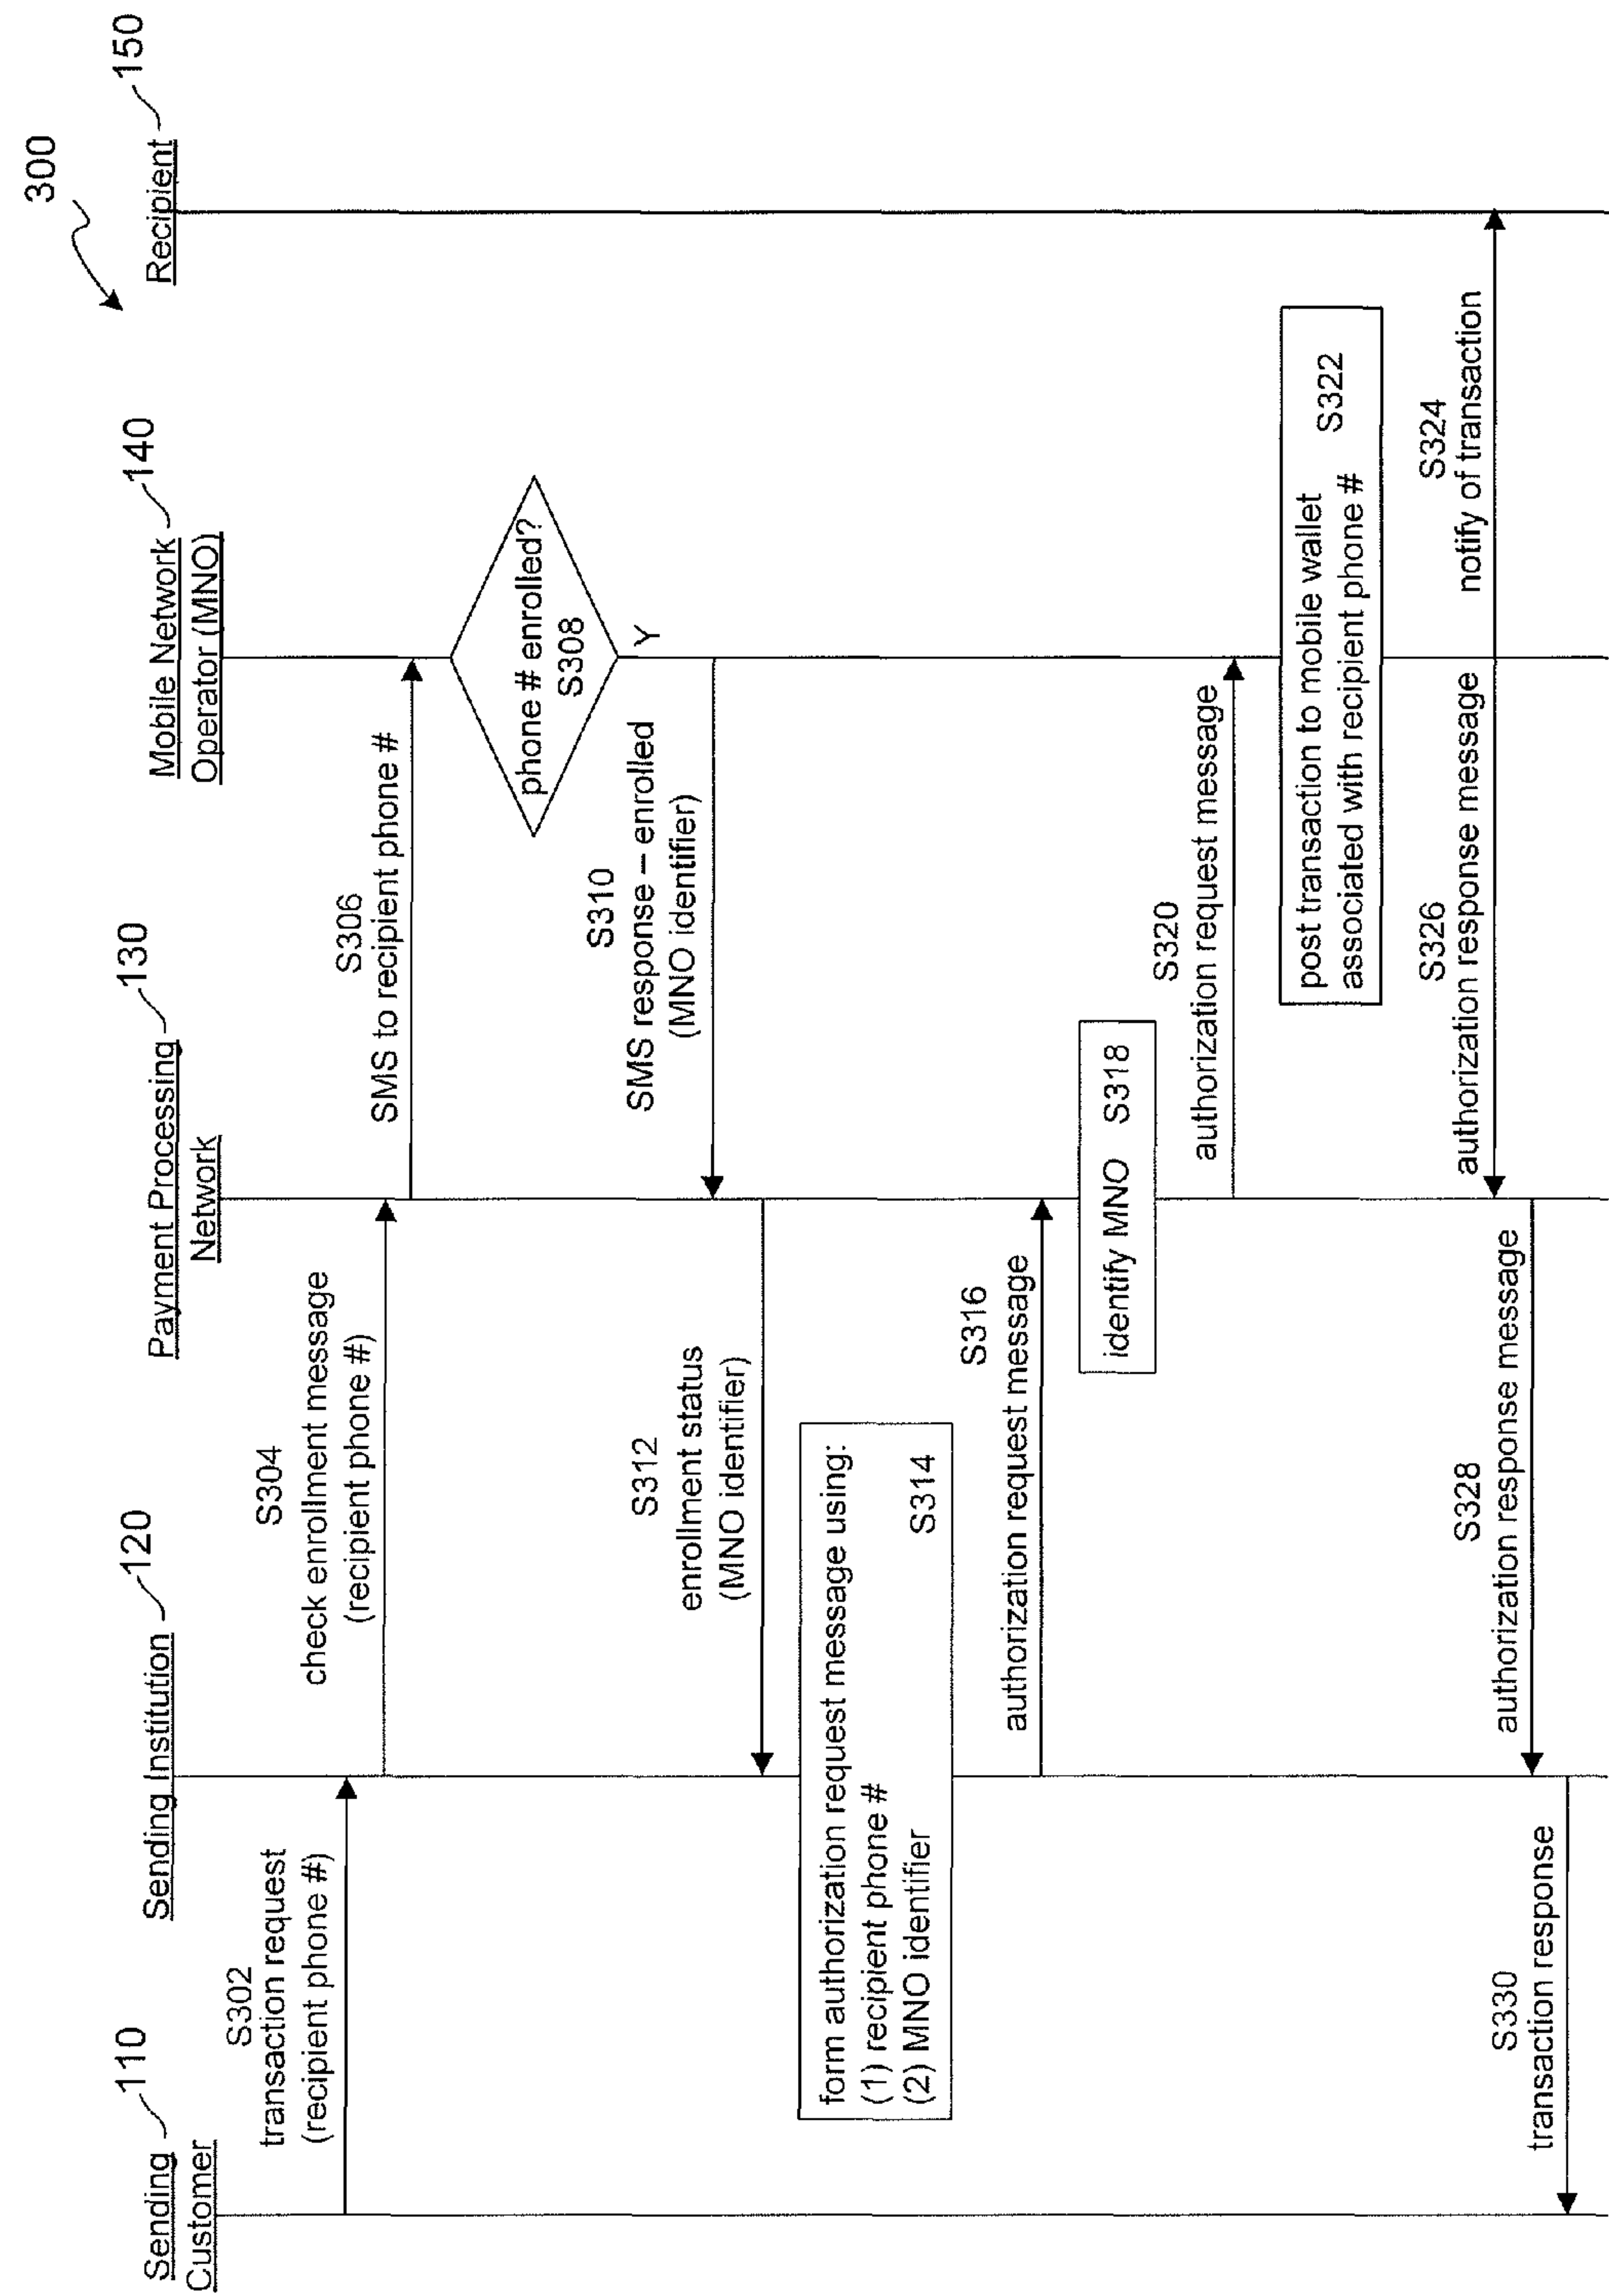 300
Sending
Customer
110
Sending Institution
120
Payment Processing
Network
130
Mobile Network
Operator (MNO)
140
Recipient
150
S302
transaction request
(recipient phone #)
S304
check enrollment message
(recipient phone #)
S306
SMS to recipient phone #
phone # enrolled?
S308
Y
S310
SMS response – enrolled
(MNO identifier)
S312
enrollment status
(MNO identifier)
form authorization request message using:
(1) recipient phone #
(2) MNO identifier S314
S316
authorization request message
identify MNO S318
S320
authorization request message
post transaction to mobile wallet
associated with recipient phone # S322
S324
notify of transaction
S326
authorization response message
S328
authorization response message
S330
transaction response